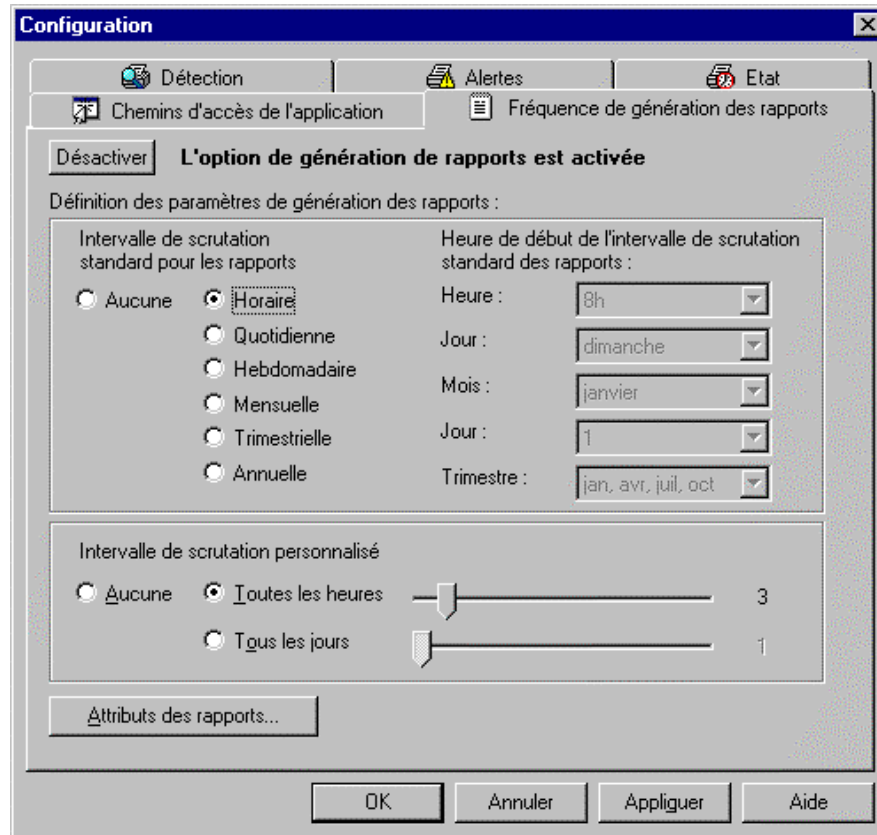 Configuration
Détection
Alertes
Etat
Chemins d'accès de l'application
Fréquence de génération des rapports
Désactiver
L'option de génération de rapports est activée
Définition des paramètres de génération des rapports :
Intervalle de scrutation
standard pour les rapports
Aucune
Horaire
Quotidienne
Hebdomadaire
Mensuelle
Trimestrielle
Annuelle
Heure de début de l'intervalle de scrutation
standard des rapports :
Heure : 8h
Jour : dimanche
Mois : janvier
Jour : 1
Trimestre : jan, avr, juil, oct
Intervalle de scrutation personnalisé
Aucune
Toutes les heures 3
Tous les jours 1
Attributs des rapports...
OK
Annuler
Appliguer
Aide